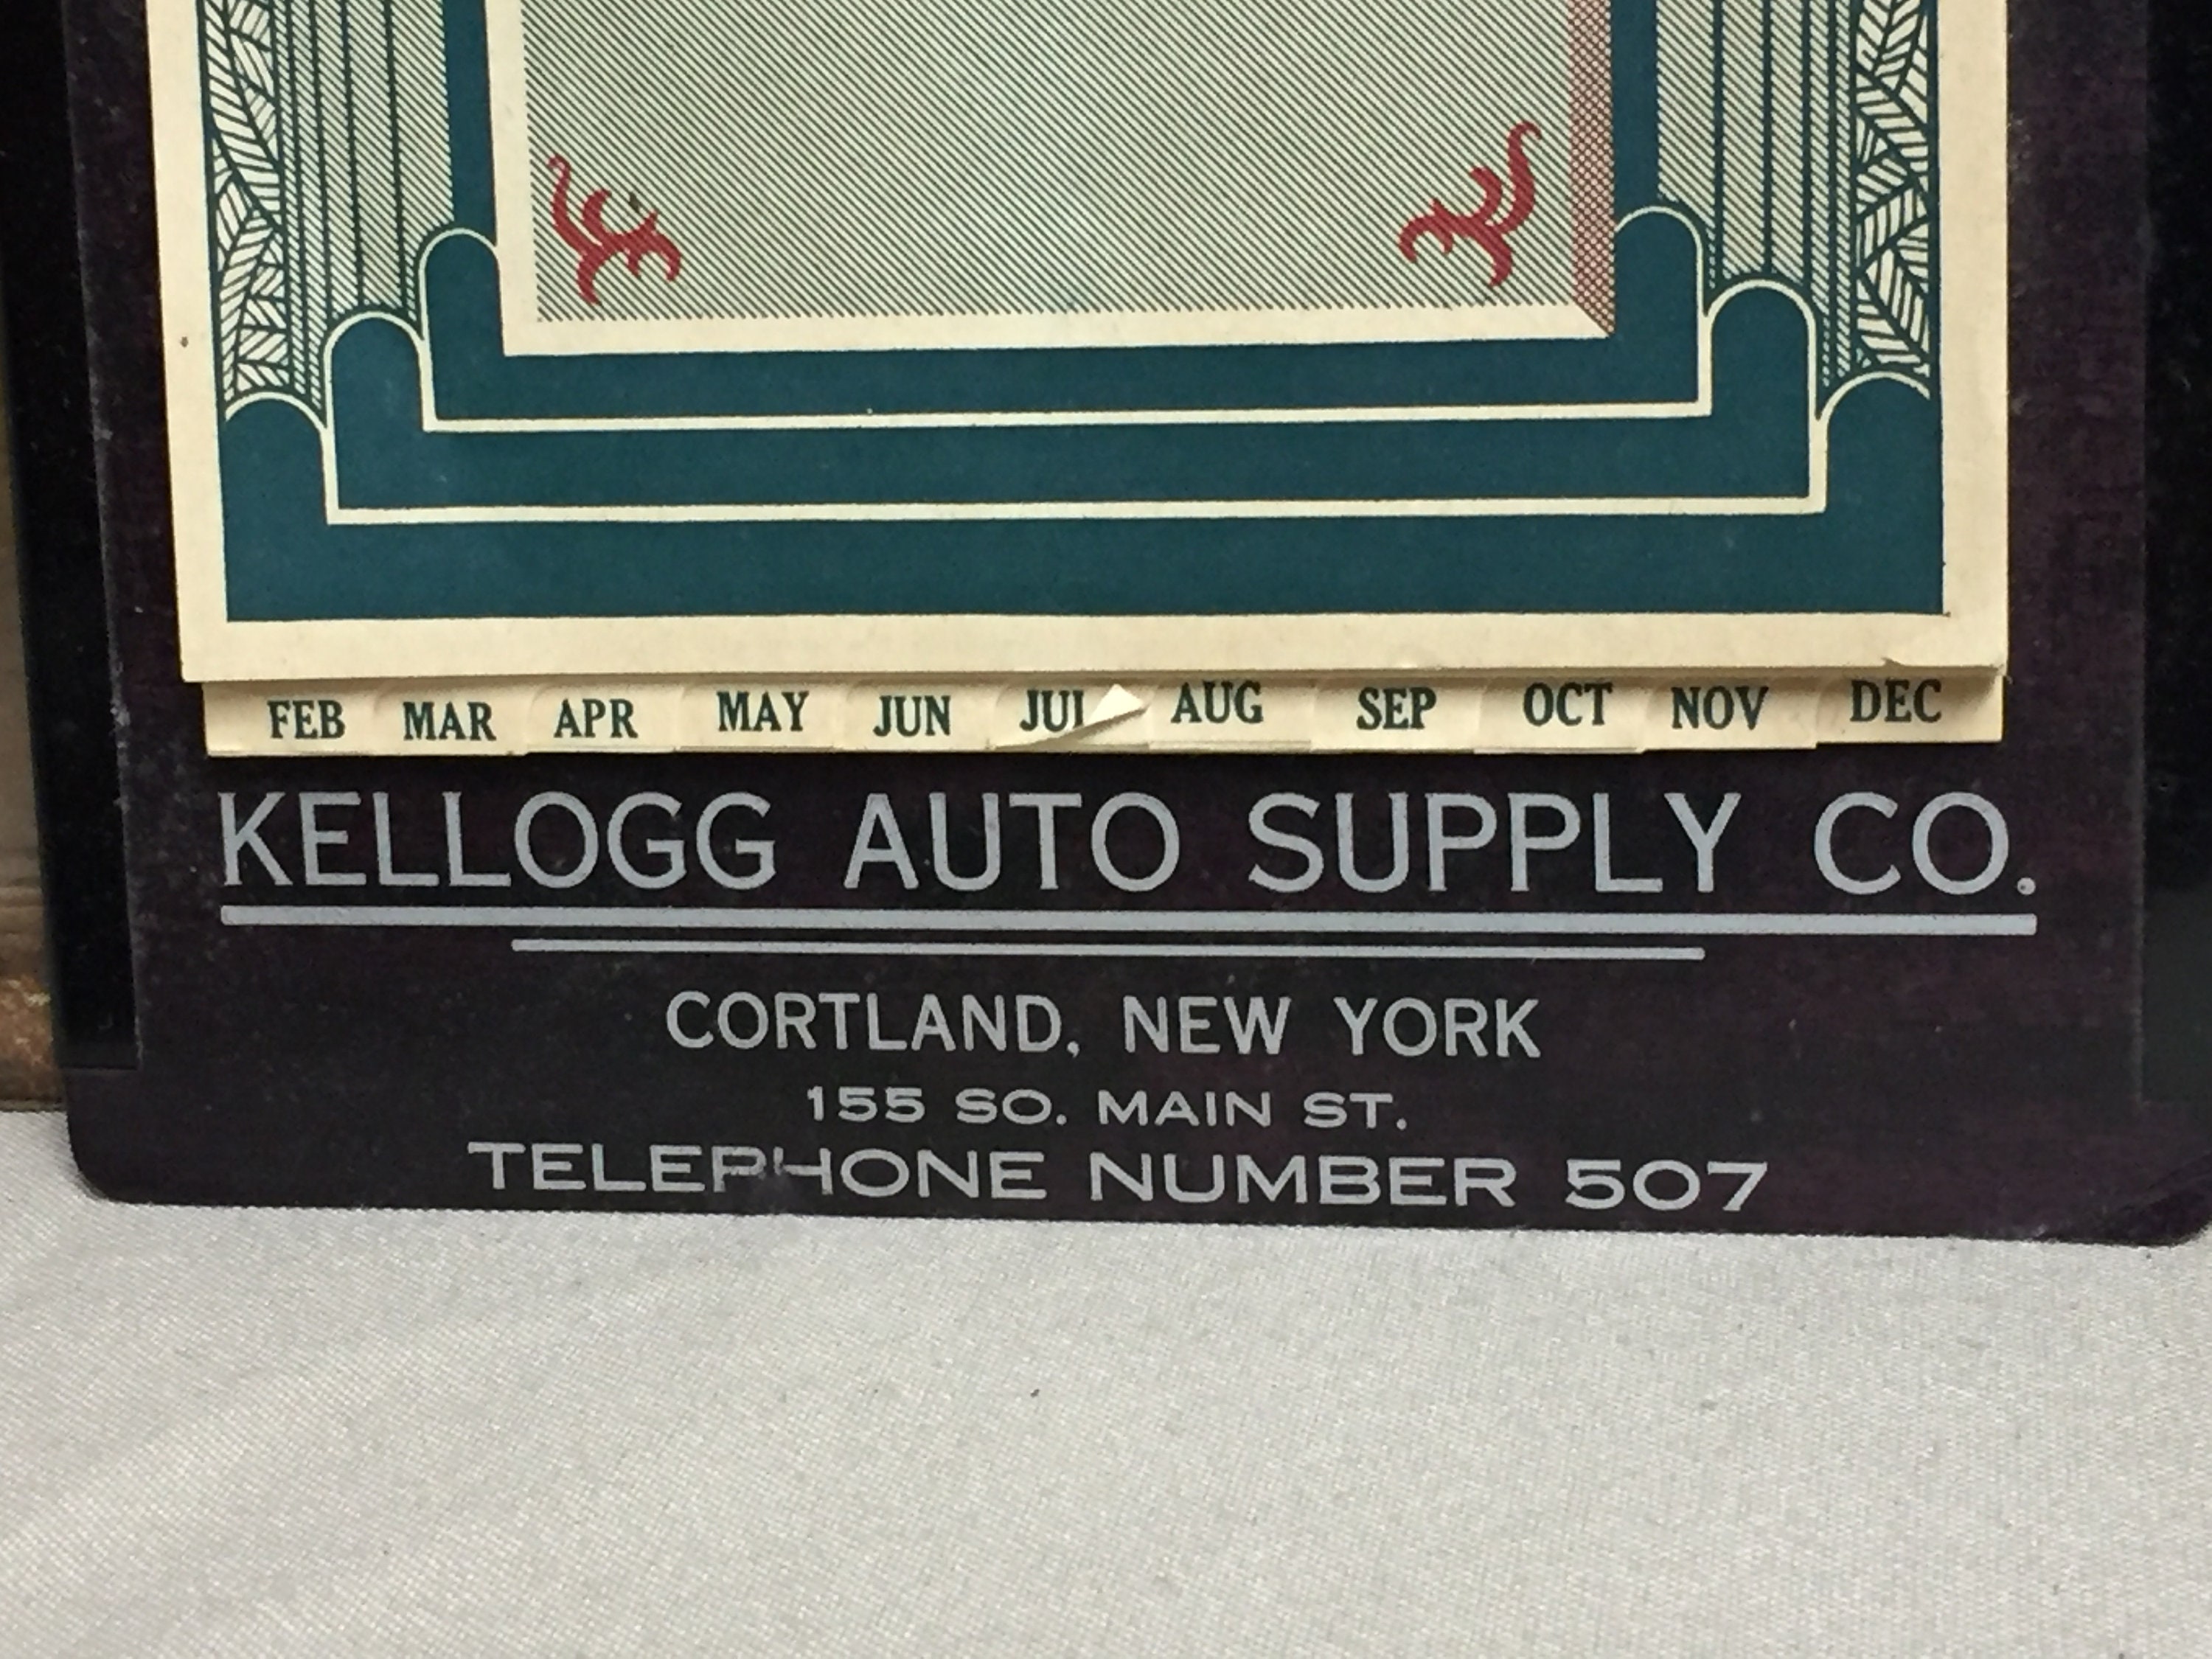 FEB MAR APR MAY JUN JUL AUG SEP OCT NOV DEC
KELLOGG AUTO SUPPLY CO.
CORTLAND, NEW YORK
155 SO. MAIN ST.
TELEPHONE NUMBER 507